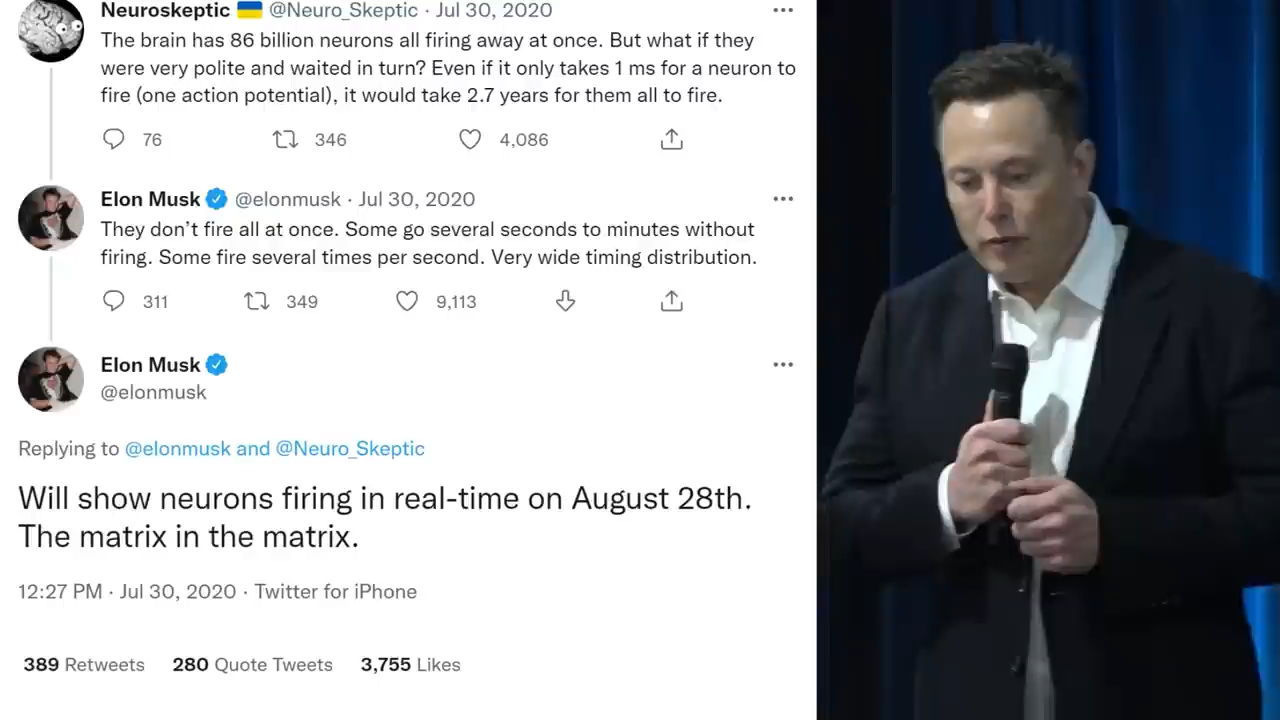 Neuroskeptic 🇺🇦 @Neuro_Skeptic · Jul 30, 2020
The brain has 86 billion neurons all firing away at once. But what if they
were very polite and waited in turn? Even if it only takes 1 ms for a neuron to
fire (one action potential), it would take 2.7 years for them all to fire.
76 346 4,086
Elon Musk @elonmusk · Jul 30, 2020
They don’t fire all at once. Some go several seconds to minutes without
firing. Some fire several times per second. Very wide timing distribution.
311 349 9,113
Elon Musk
@elonmusk
Replying to @elonmusk and @Neuro_Skeptic
Will show neurons firing in real-time on August 28th.
The matrix in the matrix.
12:27 PM · Jul 30, 2020 · Twitter for iPhone
389 Retweets 280 Quote Tweets 3,755 Likes